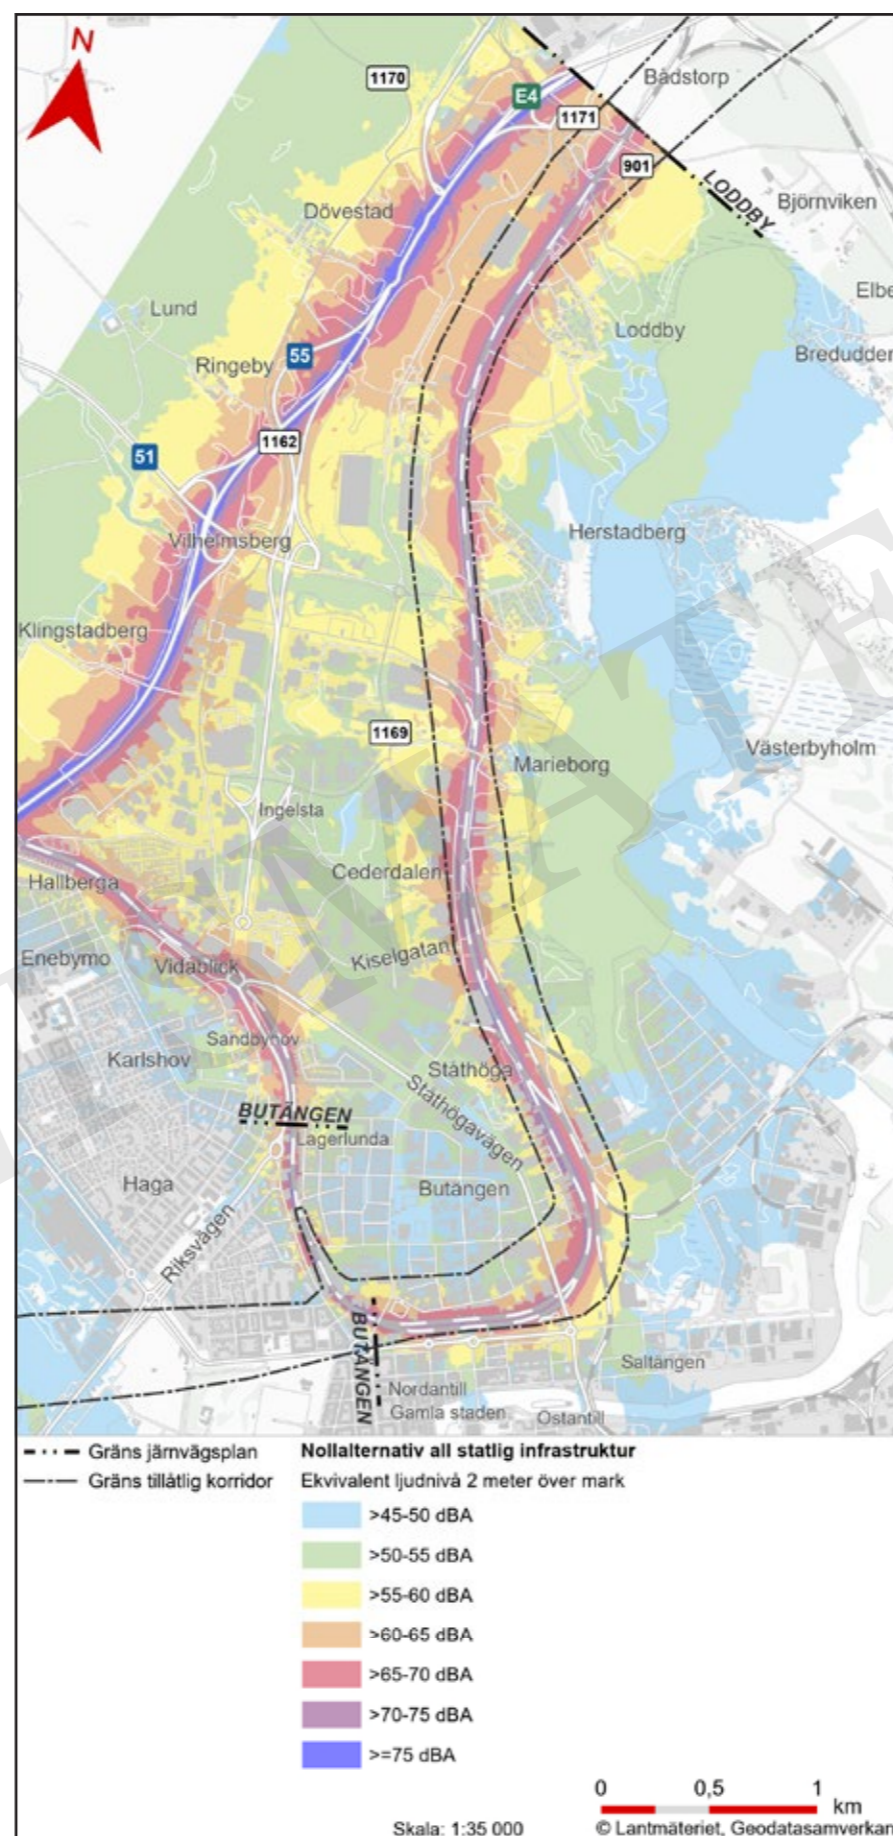 N
1170
Bådstorp
E4
1171
901
LODDBY
Björnviken
Dövestad
Elbe
Lund
Loddby
55
Ringeby
Bredudden
1162
51
Herstadberg
Vilhelmsberg
Klingstadberg
1169
Västerbyholm
Marieborg
Ingelsta
Cederdalen
Hallberga
Kiselgatan
Enebymo
Vidablick
Sandbyhov
Karlshov
Ståthöga
BUTÄNGEN
Ståthögavägen
Lagerlunda
Haga
Butängen
Riksvägen
BUTÄNGEN
Saltängen
Nordantill
Gamla staden
Östantill
Gräns järnvägsplan
Gräns tillåtlig korridor
Nollalternativ all statlig infrastruktur
Ekvivalent ljudnivå 2 meter över mark
>45-50 dBA
>50-55 dBA
>55-60 dBA
>60-65 dBA
>65-70 dBA
>70-75 dBA
>=75 dBA
0 0,5 1
km
Skala: 1:35 000
© Lantmäteriet, Geodatasamverkan